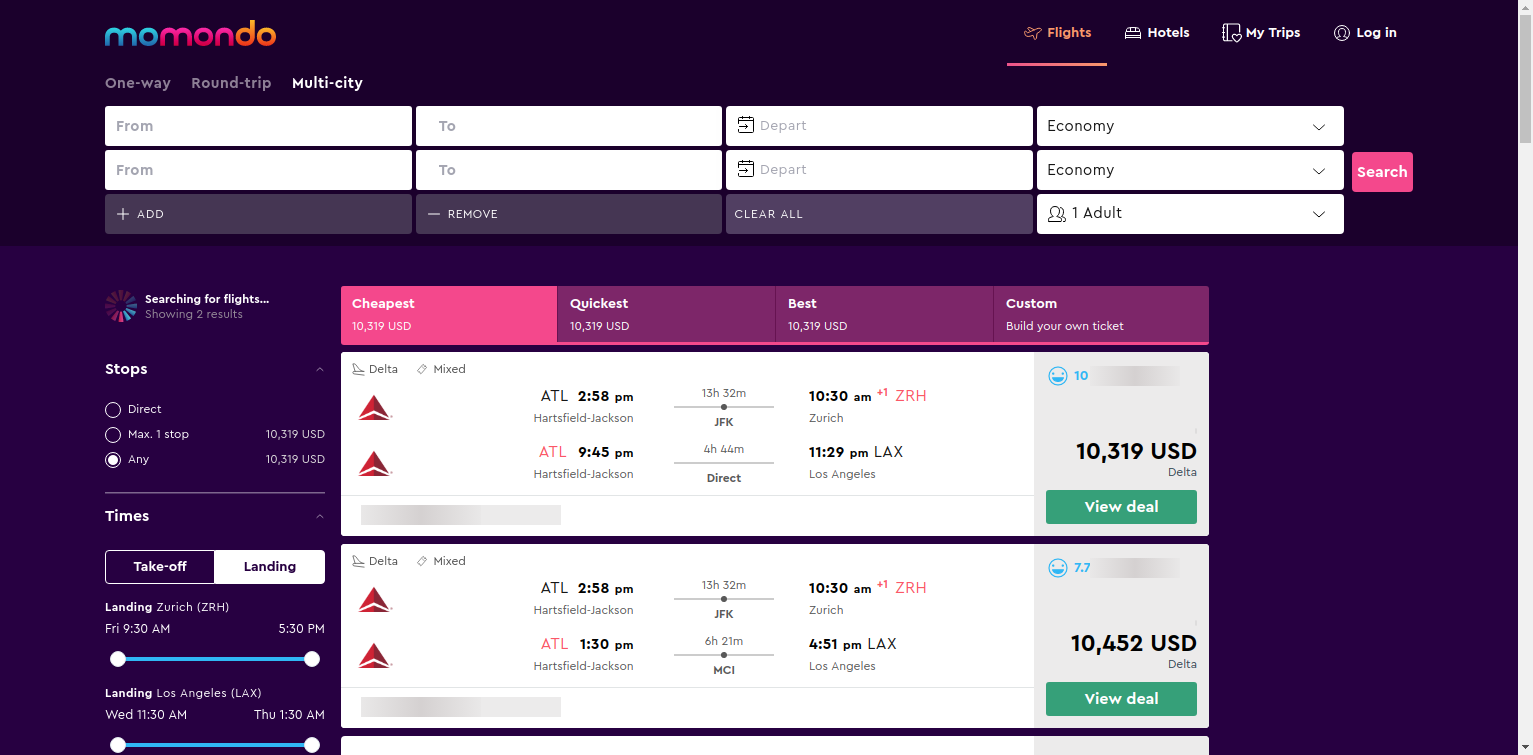 momondo
Flights
Hotels
My Trips
Log in
One-way Round-trip Multi-city
From To Depart Economy
From To Depart Economy
Search
ADD REMOVE CLEAR ALL 1 Adult
Searching for flights...
Showing 2 results
Stops
Direct
Max. 1 stop 10,319 USD
Any 10,319 USD
Times
Take-off Landing
Landing Zurich (ZRH)
Fri 9:30 AM 5:30 PM
Landing Los Angeles (LAX)
Wed 11:30 AM Thu 1:30 AM
Cheapest
10,319 USD
Quickest
10,319 USD
Best
10,319 USD
Custom
Build your own ticket
Delta Mixed
ATL 2:58 pm 13h 32m 10:30 am +1 ZRH
Hartsfield-Jackson JFK Zurich
ATL 9:45 pm 4h 44m 11:29 pm LAX
Hartsfield-Jackson Direct Los Angeles
10
10,319 USD
Delta
View deal
Delta Mixed
ATL 2:58 pm 13h 32m 10:30 am +1 ZRH
Hartsfield-Jackson JFK Zurich
ATL 1:30 pm 6h 21m 4:51 pm LAX
Hartsfield-Jackson MCI Los Angeles
7.7
10,452 USD
Delta
View deal